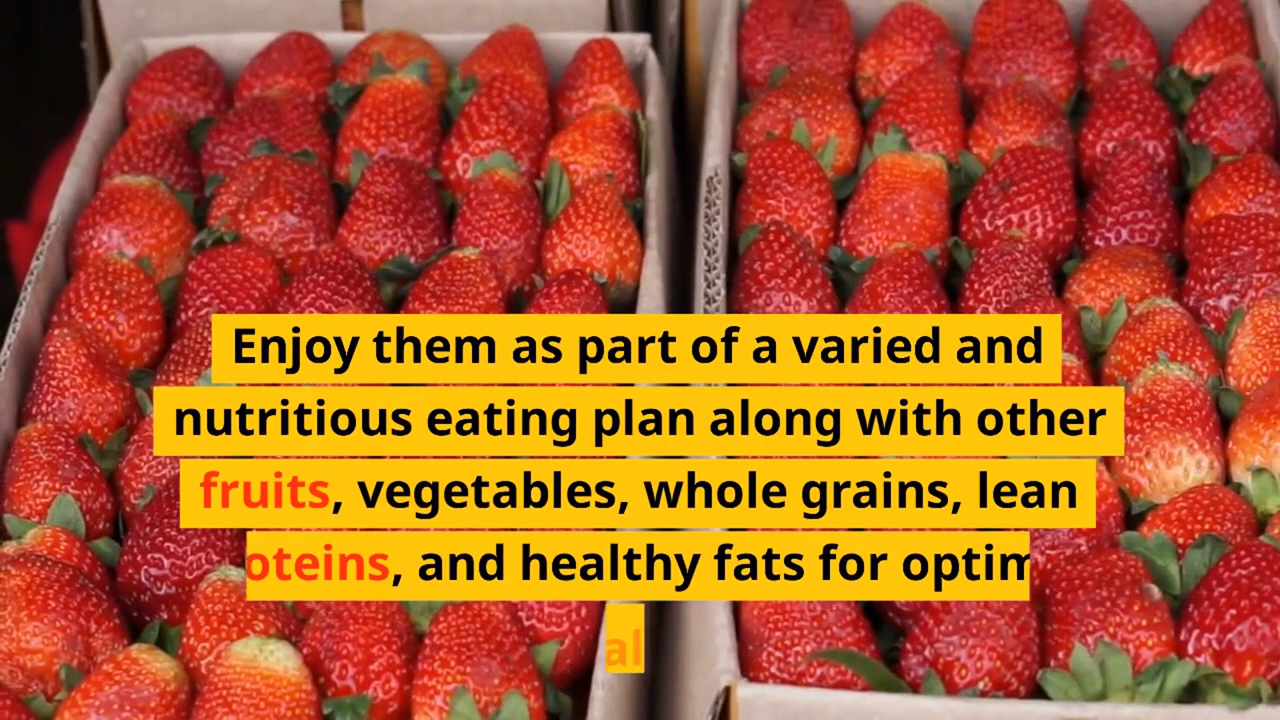 Enjoy them as part of a varied and
nutritious eating plan along with other
fruits, vegetables, whole grains, lean
oteins, and healthy fats for optim
al